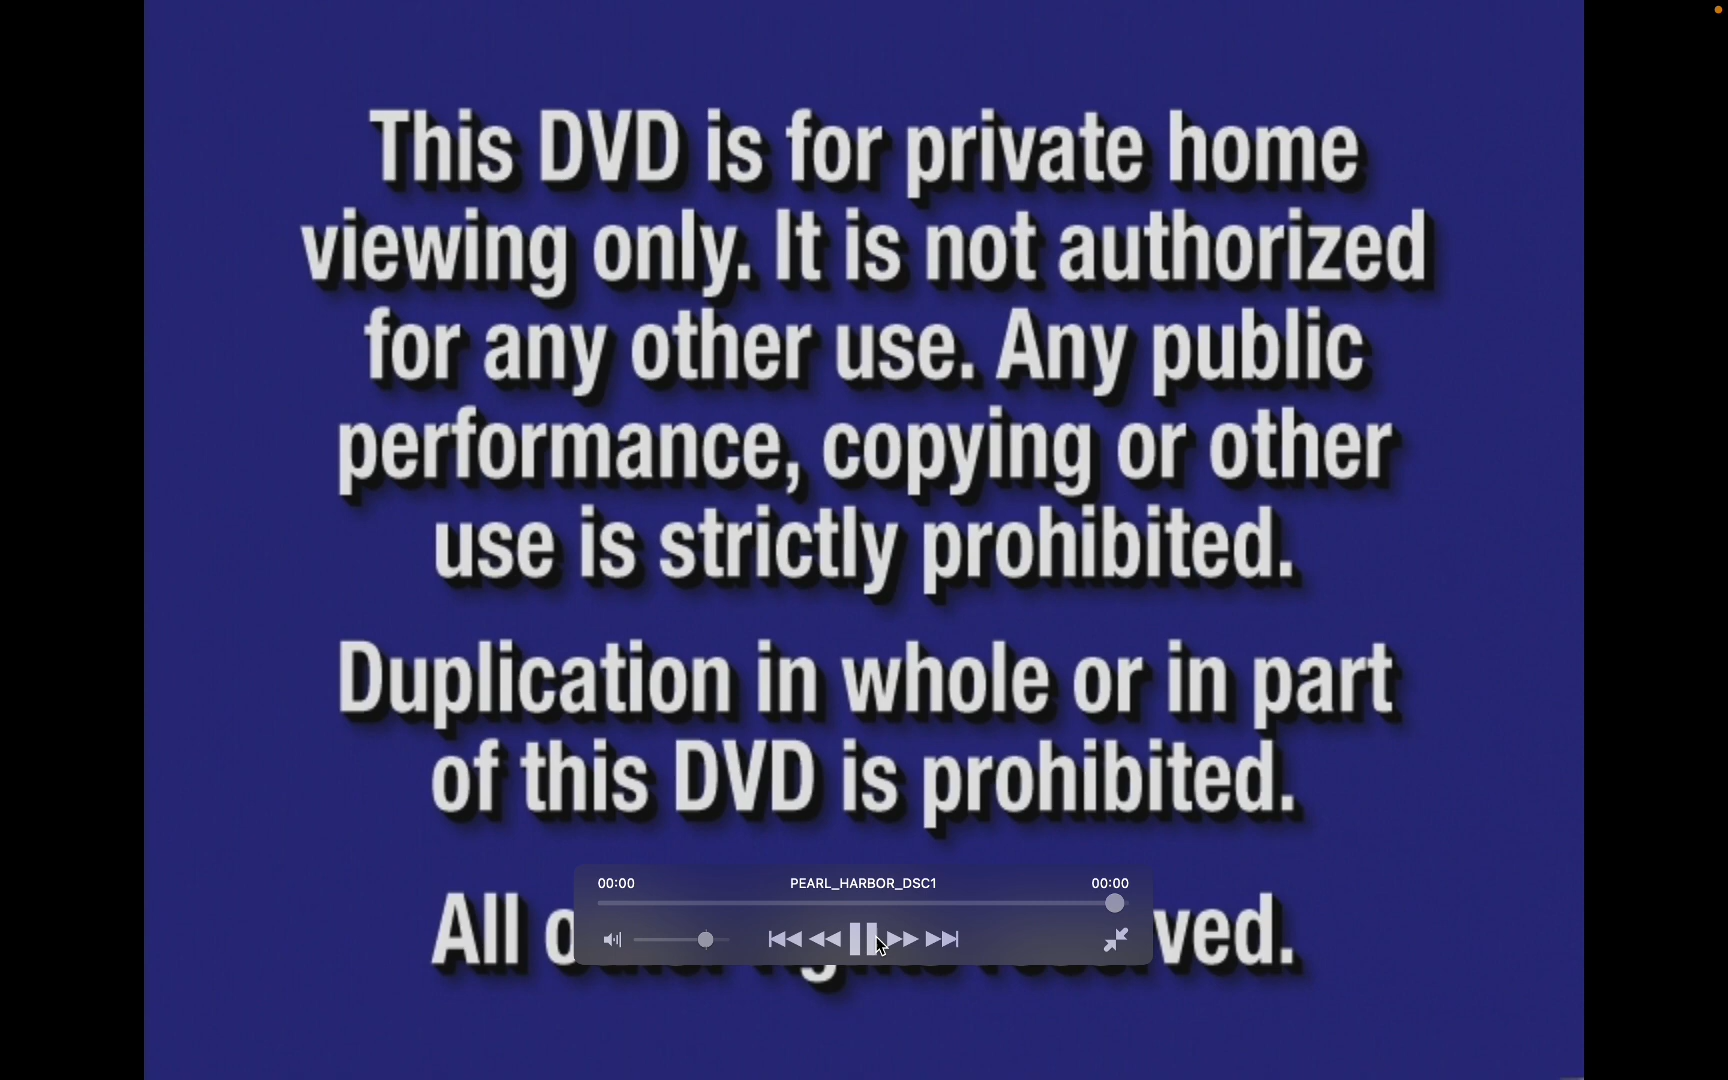 This DVD is for private home
viewing only. It is not authorized
for any other use. Any public
performance, copying or other
use is strictly prohibited.
Duplication in whole or in part
of this DVD is prohibited.
00:00 PEARL_HARBOR_DSC1 00:00
All